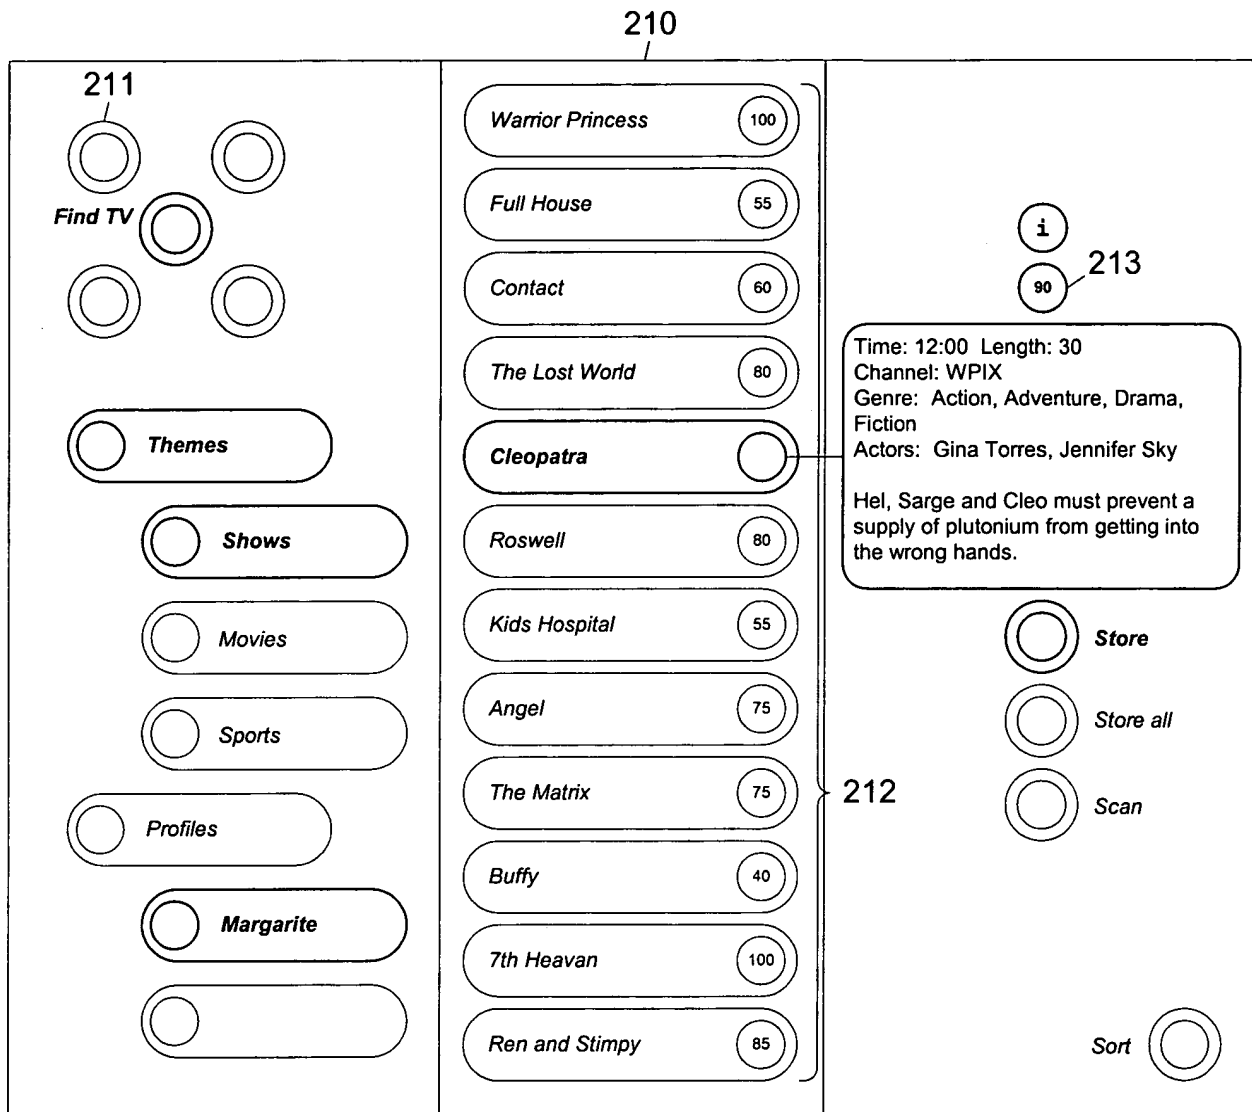 210
211
Find TV
Themes
Shows
Movies
Sports
Profiles
Margarite
Warrior Princess 100
Full House 55
Contact 60
The Lost World 80
Cleopatra
Roswell 80
Kids Hospital 55
Angel 75
The Matrix 75
Buffy 40
7th Heavan 100
Ren and Stimpy 85
212
i
90
213
Time: 12:00 Length: 30
Channel: WPIX
Genre: Action, Adventure, Drama,
Fiction
Actors: Gina Torres, Jennifer Sky
Hel, Sarge and Cleo must prevent a
supply of plutonium from getting into
the wrong hands.
Store
Store all
Scan
Sort